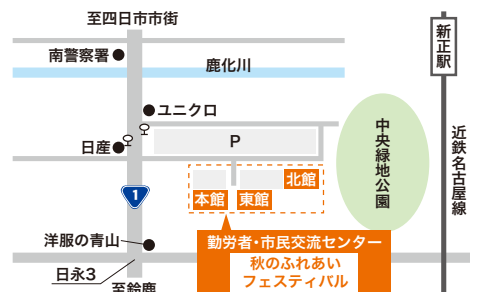 至四日市市街
南警察署
鹿化川
新正駅
ユニクロ
日産
P
中央緑地公園
近鉄名古屋線
北館
本館
東館
1
洋服の青山
勤労者・市民交流センター
秋のふれあい
フェスティバル
日永3
至鈴鹿